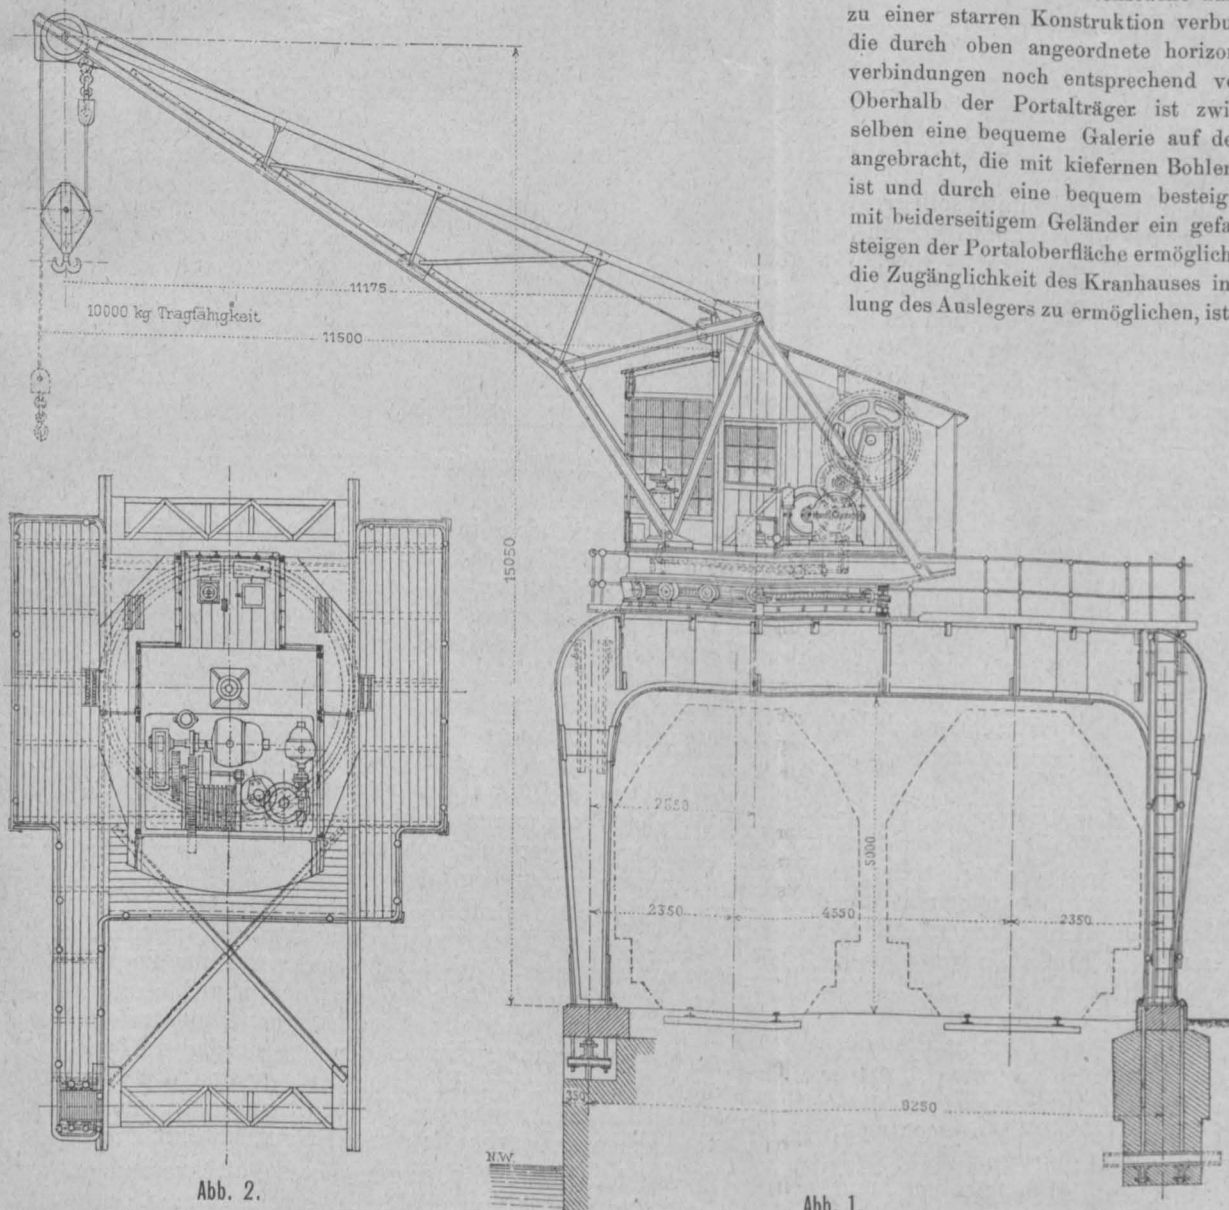 zu einer starren Konstruktion verbu
die durch oben angeordnete horizon
verbindungen noch entsprechend ve
Oberhalb der Portalträger ist zwi
selben eine bequeme Galerie auf de
angebracht, die mit kiefernen Bohlen
ist und durch eine bequem besteig
mit beiderseitigem Geländer ein gefa
steigen der Portaloberfläche ermöglich
die Zugänglichkeit des Kranhauses in
lung des Auslegers zu ermöglichen, ist
11175
10000 kg Tragfähigkeit
11500
15050
5000
2350
4550
2350
350
9250
N.W.
Abb. 2.
Abb. 1